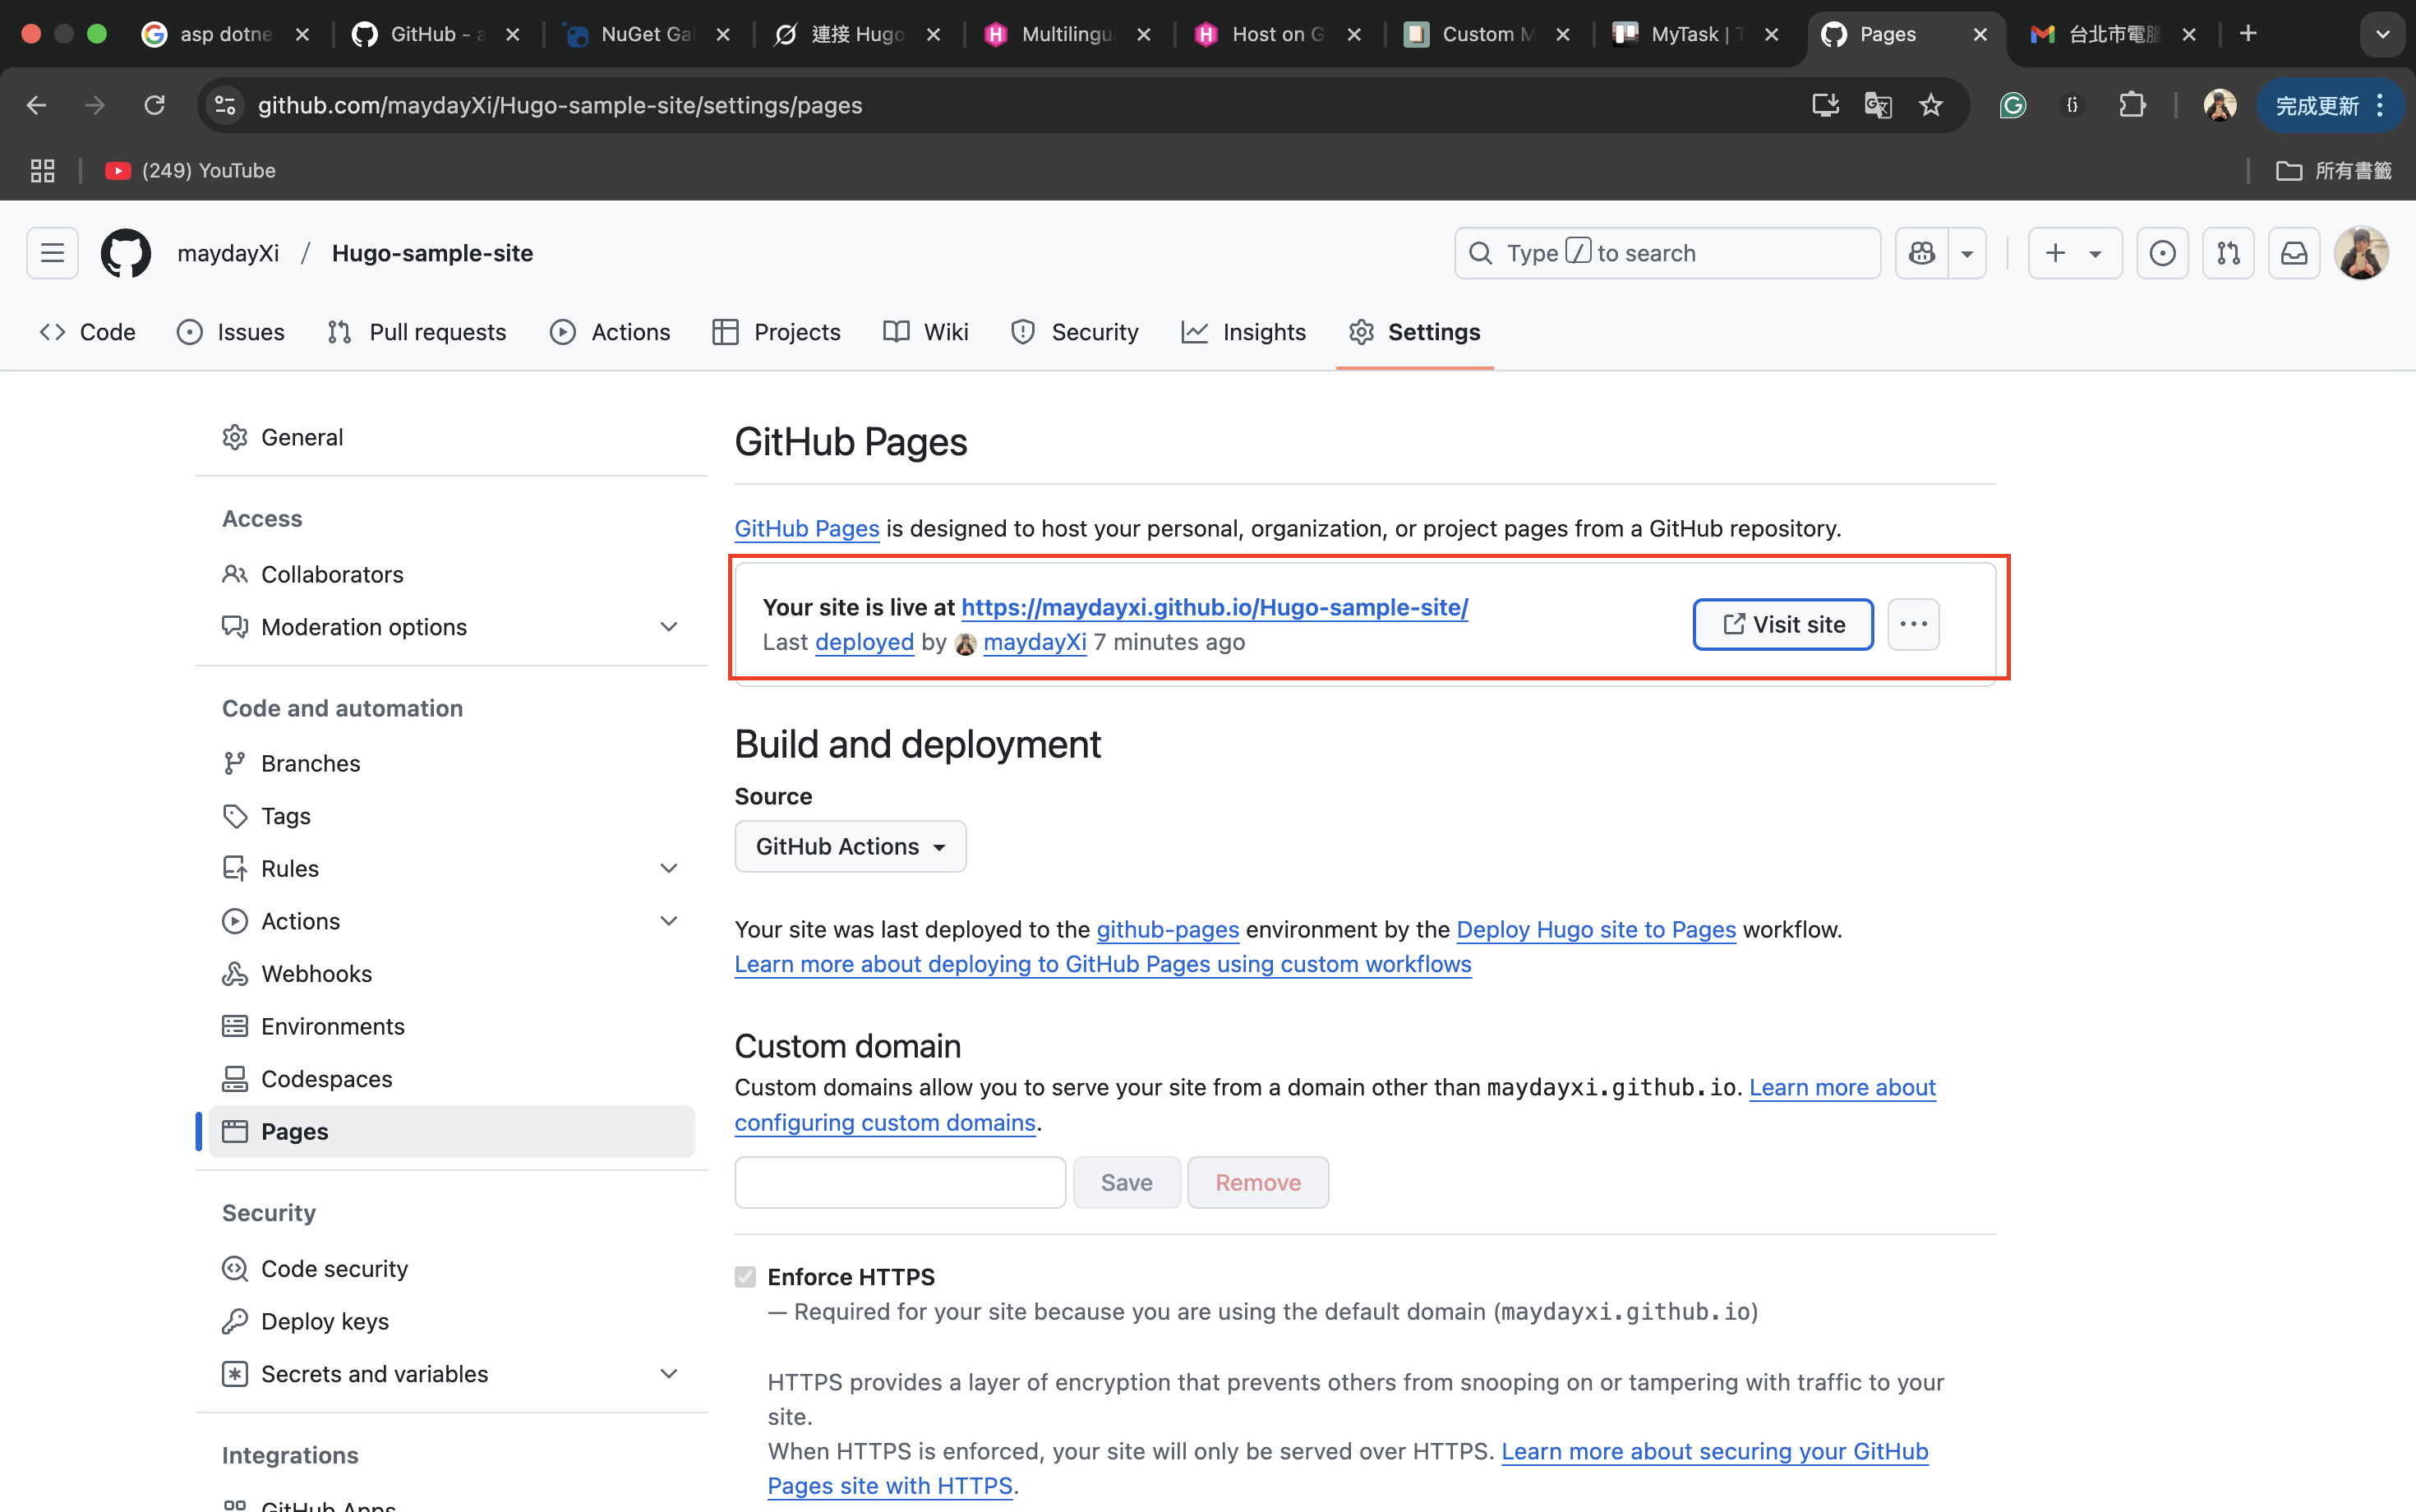 asp dotne
GitHub - a
NuGet Gal
連接 Hugo
Multilingu
Host on G
Custom M
MyTask | T
Pages
台北市電腦
github.com/maydayXi/Hugo-sample-site/settings/pages
完成更新
(249) YouTube
所有書籤
maydayXi / Hugo-sample-site
Type / to search
Code
Issues
Pull requests
Actions
Projects
Wiki
Security
Insights
Settings
General
Access
Collaborators
Moderation options
Code and automation
Branches
Tags
Rules
Actions
Webhooks
Environments
Codespaces
Pages
Security
Code security
Deploy keys
Secrets and variables
Integrations
GitHub Apps
GitHub Pages
GitHub Pages is designed to host your personal, organization, or project pages from a GitHub repository.
Your site is live at https://maydayxi.github.io/Hugo-sample-site/
Last deployed by maydayXi 7 minutes ago
Visit site
Build and deployment
Source
GitHub Actions
Your site was last deployed to the github-pages environment by the Deploy Hugo site to Pages workflow.
Learn more about deploying to GitHub Pages using custom workflows
Custom domain
Custom domains allow you to serve your site from a domain other than maydayxi.github.io. Learn more about
configuring custom domains.
Save
Remove
Enforce HTTPS
— Required for your site because you are using the default domain (maydayxi.github.io)
HTTPS provides a layer of encryption that prevents others from snooping on or tampering with traffic to your
site.
When HTTPS is enforced, your site will only be served over HTTPS. Learn more about securing your GitHub
Pages site with HTTPS.